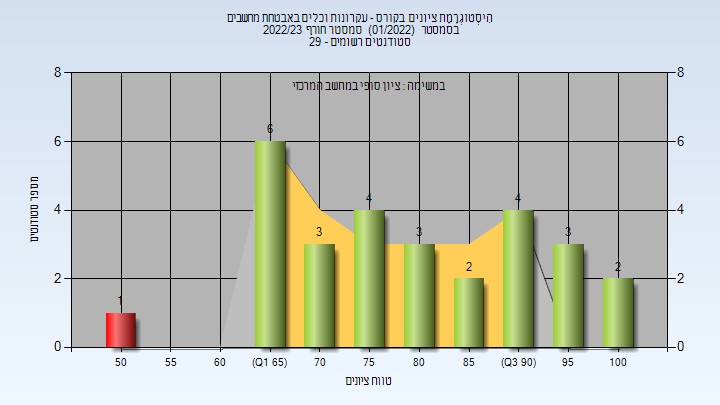 היסטוגרמת ציונים בקורס - עקרונות וכלים באבטחת מחשבים
בסמסטר (01/2022) סמסטר חורף 2022/23
סטודנטים רשומים - 29
במשימה : ציון סופי במחשב המרכזי
8 8
6 6
4 4
2 2
0 0
מספר סטודנטים
1 6 3 4 3 2 4 3 2
50 55 60 (Q1 65) 70 75 80 85 (Q3 90) 95 100
טווח ציונים